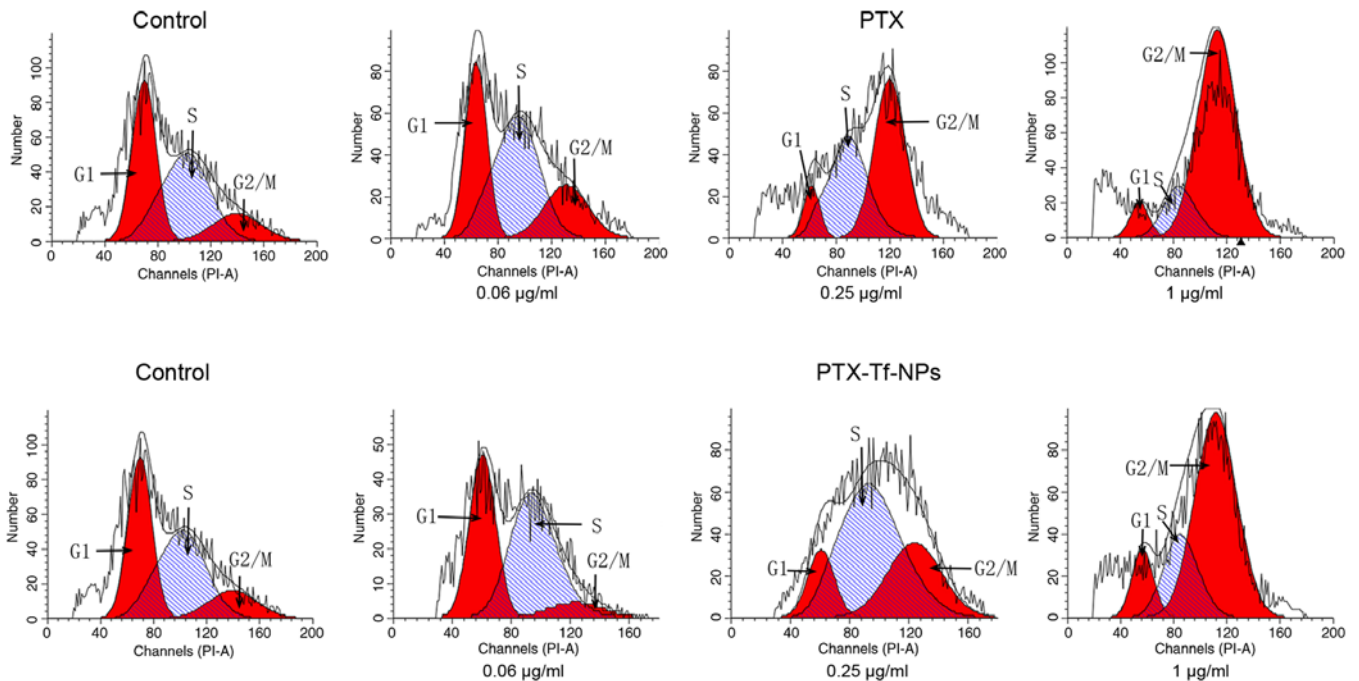 Control
PTX
Number
100
80
60
40
20
0
G1
S
G2/M
0 40 80 120 160 200
Channels (PI-A)
Number
80
60
40
20
0
G1
S
G2/M
0 40 80 120 160 200
Channels (PI-A)
0.06 µg/ml
Number
80
60
40
20
0
G1
S
G2/M
0 40 80 120 160 200
Channels (PI-A)
0.25 µg/ml
Number
100
80
60
40
20
0
G1
S
G2/M
0 40 80 120 160 200
Channels (PI-A)
1 µg/ml
Control
PTX-Tf-NPs
Number
100
80
60
40
20
0
G1
S
G2/M
0 40 80 120 160 200
Channels (PI-A)
Number
50
40
30
20
10
0
G1
S
G2/M
0 40 80 120 160
Channels (PI-A)
0.06 µg/ml
Number
80
60
40
20
0
G1
S
G2/M
0 40 80 120 160
Channels (PI-A)
0.25 µg/ml
Number
80
60
40
20
0
G1
S
G2/M
0 40 80 120 160 200
Channels (PI-A)
1 µg/ml